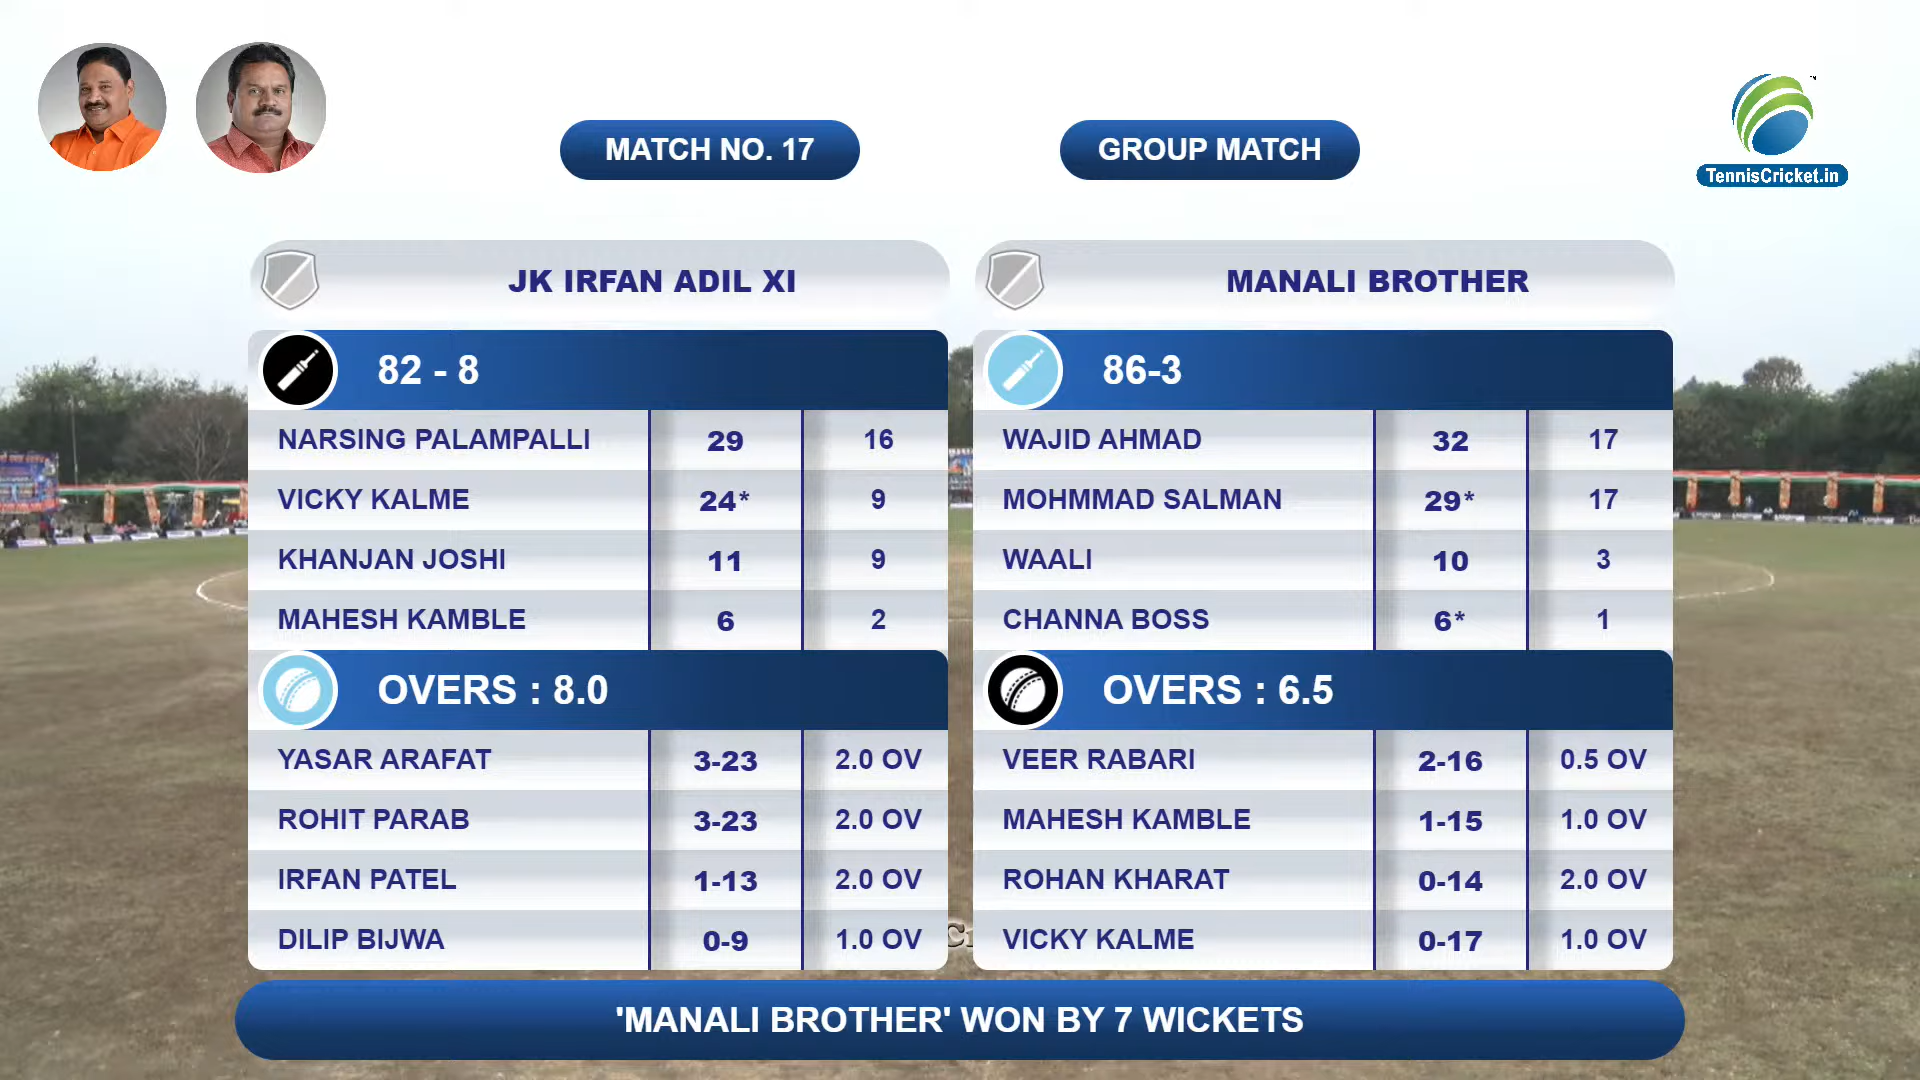 MATCH NO. 17
GROUP MATCH
TennisCricket.in
JK IRFAN ADIL XI
82 - 8
NARSING PALAMPALLI 29 16
VICKY KALME 24* 9
KHANJAN JOSHI 11 9
MAHESH KAMBLE 6 2
OVERS : 8.0
YASAR ARAFAT 3-23 2.0 OV
ROHIT PARAB 3-23 2.0 OV
IRFAN PATEL 1-13 2.0 OV
DILIP BIJWA 0-9 1.0 OV
MANALI BROTHER
86-3
WAJID AHMAD 32 17
MOHMMAD SALMAN 29* 17
WAALI 10 3
CHANNA BOSS 6* 1
OVERS : 6.5
VEER RABARI 2-16 0.5 OV
MAHESH KAMBLE 1-15 1.0 OV
ROHAN KHARAT 0-14 2.0 OV
VICKY KALME 0-17 1.0 OV
'MANALI BROTHER' WON BY 7 WICKETS